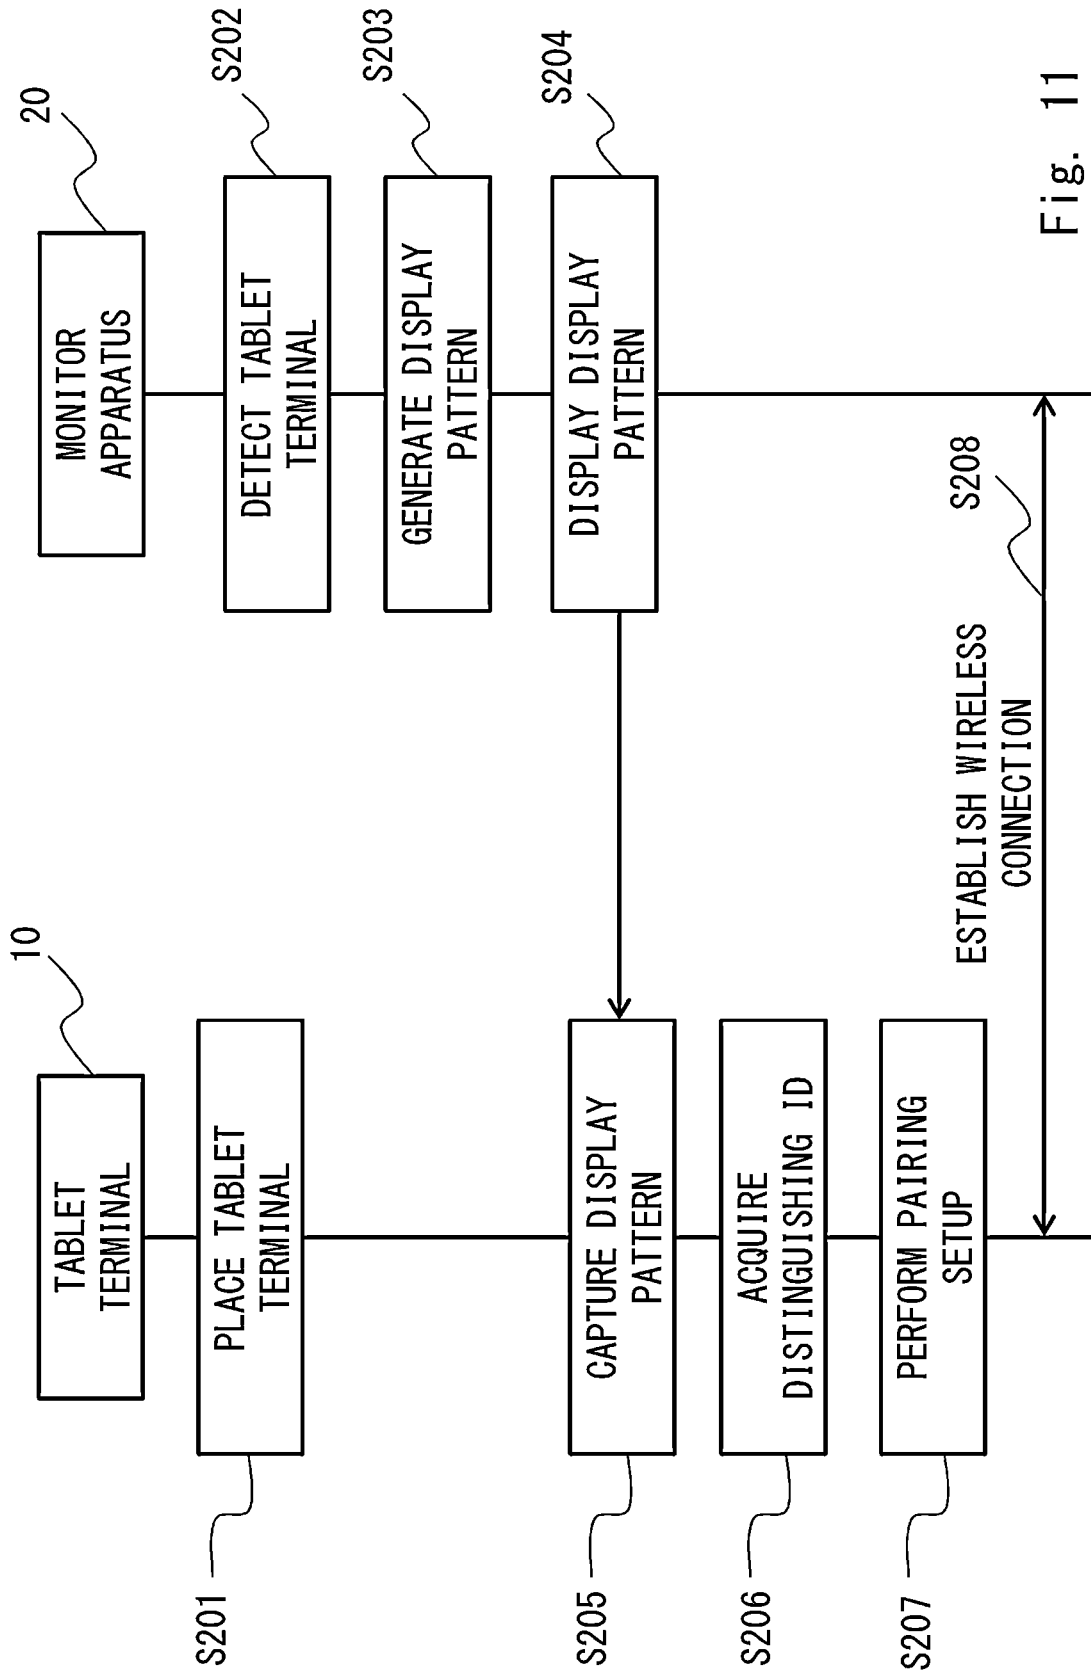 10
TABLET
TERMINAL
20
MONITOR
APPARATUS
S201
PLACE TABLET
TERMINAL
DETECT TABLET
TERMINAL
S202
GENERATE DISPLAY
PATTERN
S203
DISPLAY DISPLAY
PATTERN
S204
S205
CAPTURE DISPLAY
PATTERN
S206
ACQUIRE
DISTINGUISHING ID
S207
PERFORM PAIRING
SETUP
ESTABLISH WIRELESS
CONNECTION
S208
Fig. 11